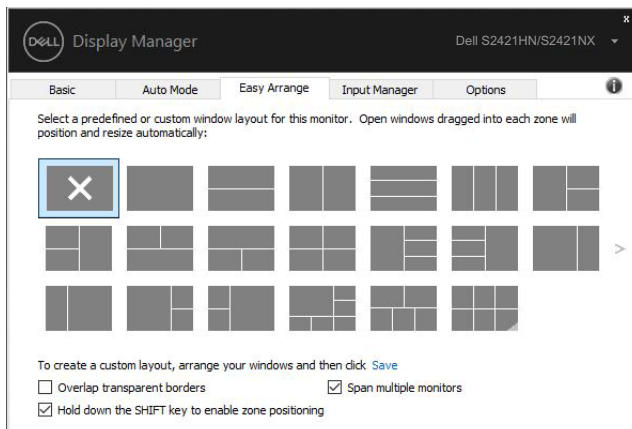 x
DELL Display Manager Dell S2421HN/S2421NX
Basic Auto Mode Easy Arrange Input Manager Options
Select a predefined or custom window layout for this monitor. Open windows dragged into each zone will
position and resize automatically:
To create a custom layout, arrange your windows and then click Save
Overlap transparent borders Span multiple monitors
Hold down the SHIFT key to enable zone positioning